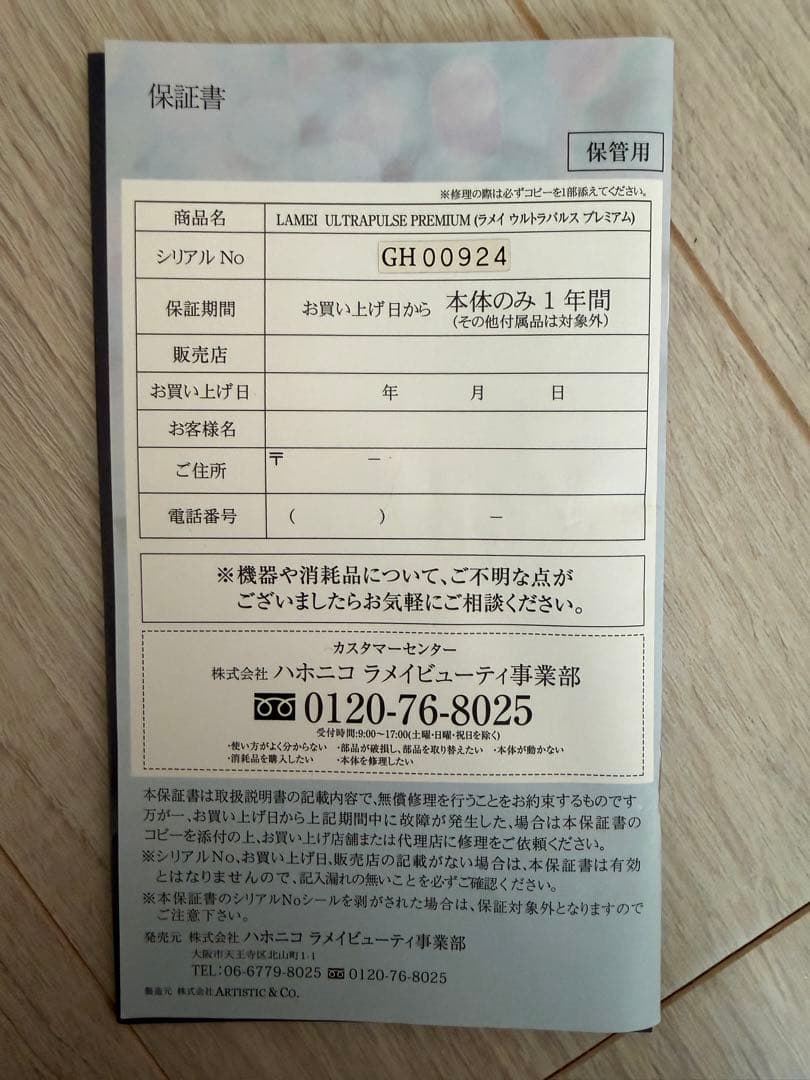 保証書
保管用
※修理の際は必ずコピーを1部添えてください。
商品名 LAMEI ULTRAPULSE PREMIUM (ラメイ ウルトラパルス プレミアム)
シリアル No GH00924
保証期間 お買い上げ日から 本体のみ1年間
(その他付属品は対象外)
販売店
お買い上げ日 年 月 日
お客様名
ご住所 〒 －
電話番号 ( ) －
※機器や消耗品について、ご不明な点が
ございましたらお気軽にご相談ください。
カスタマーセンター
株式会社 ハホニコ ラメイビューティ事業部
0120-76-8025
受付時間:9:00〜17:00(土曜・日曜・祝日を除く)
・使い方がよく分からない ・部品が破損し、部品を取り替えたい ・本体が動かない
・消耗品を購入したい ・本体を修理したい
本保証書は取扱説明書の記載内容で、無償修理を行うことをお約束するものです
万が一、お買い上げ日から上記期間中に故障が発生した、場合は本保証書の
コピーを添付の上、お買い上げ店舗または代理店に修理をご依頼ください。
※シリアルNo、お買い上げ日、販売店の記載がない場合は、本保証書は有効
とはなりませんので、記入漏れの無いことを必ずご確認ください。
※本保証書のシリアルNoシールを剥がされた場合は、保証対象外となりますので
ご注意下さい。
発売元 株式会社 ハホニコ ラメイビューティ事業部
大阪市天王寺区北山町1-1
TEL:06-6779-8025 0120-76-8025
製造元 株式会社ARTISTIC & CO.